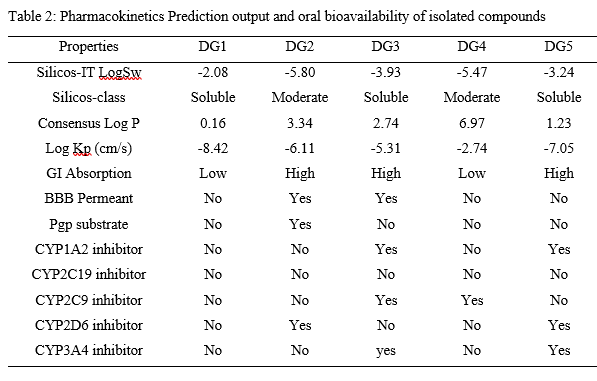 Table 2: Pharmacokinetics Prediction output and oral bioavailability of isolated compounds
Properties DG1 DG2 DG3 DG4 DG5
Silicos-IT LogSw -2.08 -5.80 -3.93 -5.47 -3.24
Silicos-class Soluble Moderate Soluble Moderate Soluble
Consensus Log P 0.16 3.34 2.74 6.97 1.23
Log Kp (cm/s) -8.42 -6.11 -5.31 -2.74 -7.05
GI Absorption Low High High Low High
BBB Permeant No Yes Yes No No
Pgp substrate No Yes No No No
CYP1A2 inhibitor No No Yes No Yes
CYP2C19 inhibitor No No No No No
CYP2C9 inhibitor No No Yes Yes No
CYP2D6 inhibitor No Yes No No Yes
CYP3A4 inhibitor No No yes No Yes